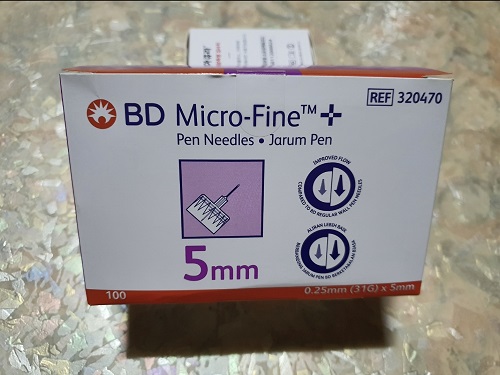 BD Micro-Fine™+
REF 320470
Pen Needles • Jarum Pen
IMPROVED FLOW
COMPARED TO BD REGULAR WALL PEN NEEDLES
ALIRAN LEBIH BAIK
5mm
100
0.25mm (31G) x 5mm